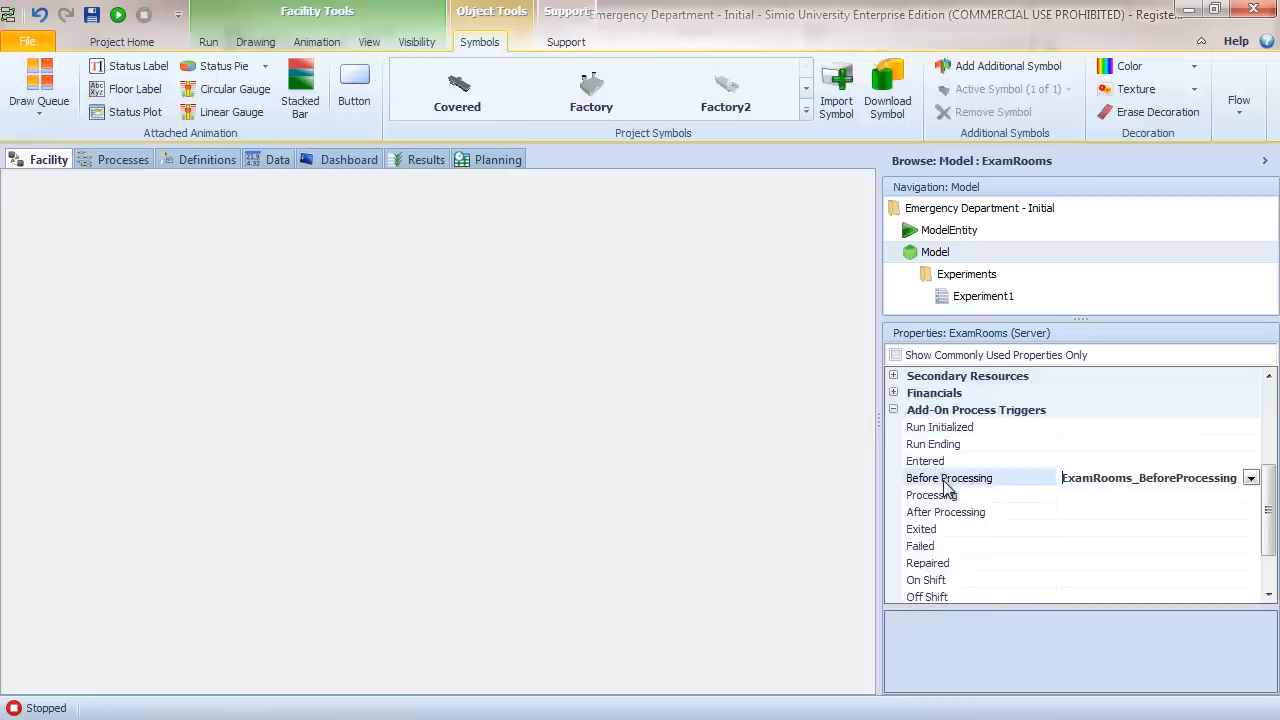 Facility Tools
Object Tools
Support
Emergency Department - Initial - Simio University Enterprise Edition (COMMERCIAL USE PROHIBITED) - Registe...
File
Project Home
Run
Drawing
Animation
View
Visibility
Symbols
Support
Help
Draw Queue
Status Label
Floor Label
Status Plot
Status Pie
Circular Gauge
Linear Gauge
Stacked Bar
Attached Animation
Button
Covered
Factory
Factory2
Project Symbols
Import Symbol
Download Symbol
Add Additional Symbol
Active Symbol (1 of 1)
Remove Symbol
Additional Symbols
Color
Texture
Erase Decoration
Decoration
Flow
Facility
Processes
Definitions
Data
Dashboard
Results
Planning
Browse: Model : ExamRooms
Navigation: Model
Emergency Department - Initial
ModelEntity
Model
Experiments
Experiment1
Properties: ExamRooms (Server)
Show Commonly Used Properties Only
Secondary Resources
Financials
Add-On Process Triggers
Run Initialized
Run Ending
Entered
Before Processing ExamRooms_BeforeProcessing
Processing
After Processing
Exited
Failed
Repaired
On Shift
Off Shift
Stopped